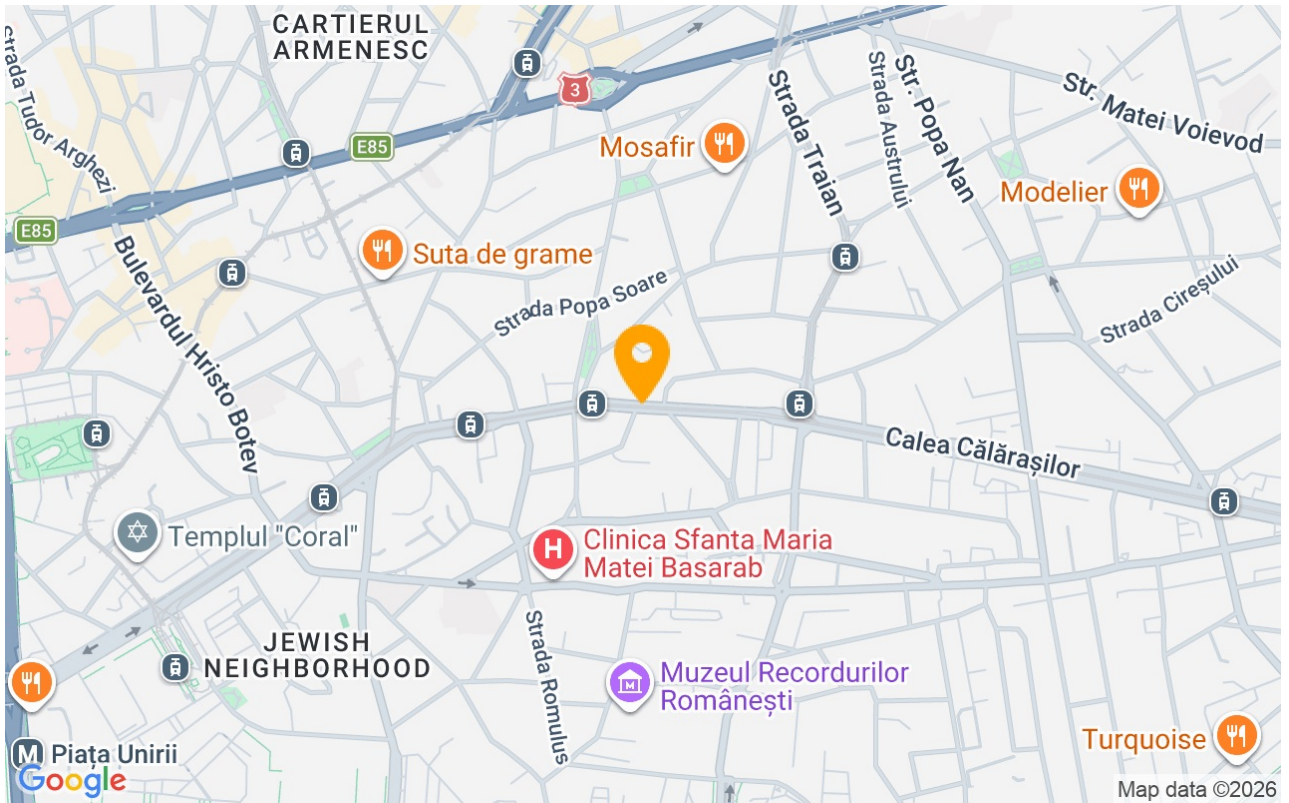 CARTIERUL
ARMENESC
Strada Tudor Arghezi
3
E85
Strada Traian
Strada Austrului
Str. Popa Nan
Str. Matei Voievod
Mosafir
Modelier
E85
Suta de grame
Bulevardul Hristo Botev
Strada Popa Soare
Strada Cireșului
Calea Călărașilor
Templul "Coral"
H
Clinica Sfanta Maria
Matei Basarab
JEWISH
NEIGHBORHOOD
Strada Romulus
M
Muzeul Recordurilor
Românești
Turquoise
M Piața Unirii
Google
Map data ©2026